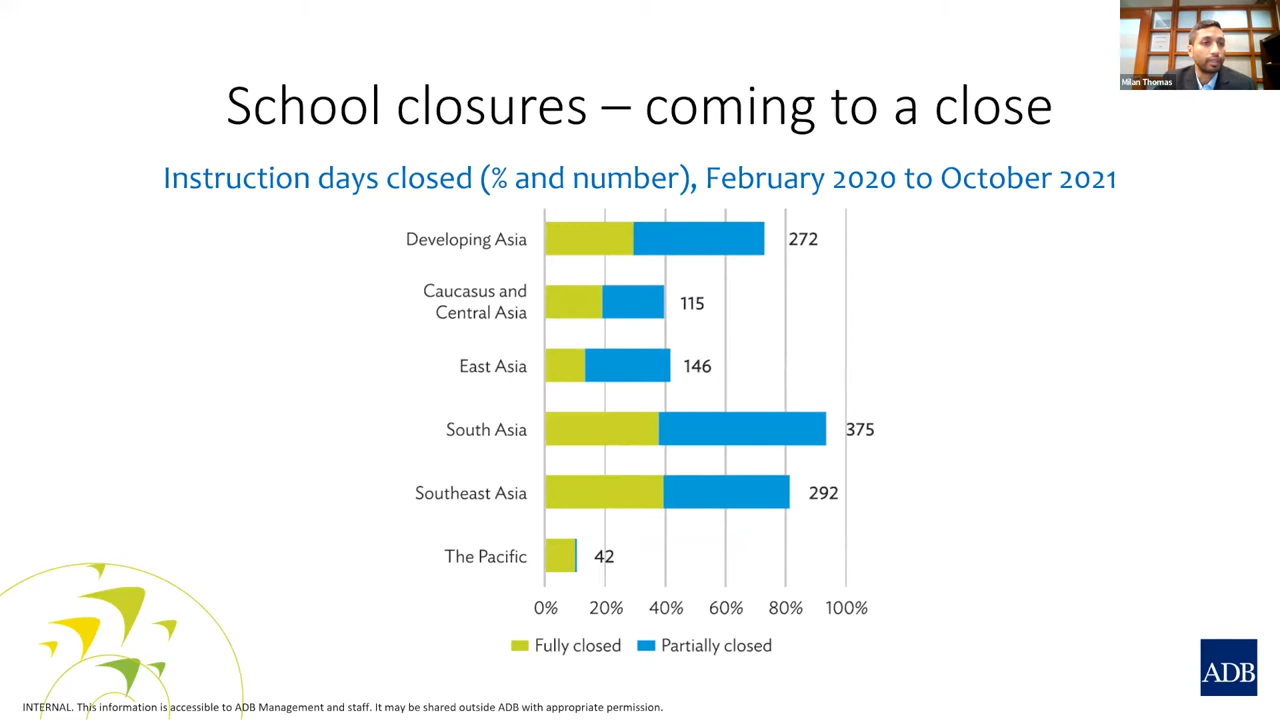 Milan Thomas
School closures – coming to a close
Instruction days closed (% and number), February 2020 to October 2021
Developing Asia
272
Caucasus and
Central Asia
115
East Asia
146
South Asia
375
Southeast Asia
292
The Pacific
42
0% 20% 40% 60% 80% 100%
Fully closed Partially closed
ADB
INTERNAL. This information is accessible to ADB Management and staff. It may be shared outside ADB with appropriate permission.